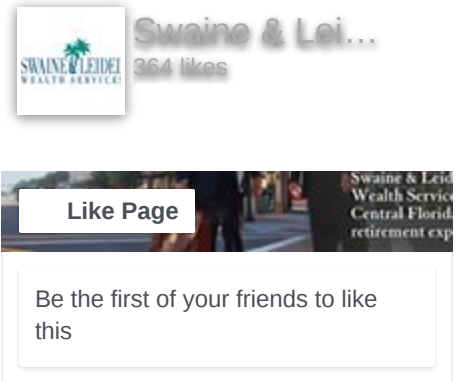 Swaine & Lei...
364 likes
SWAINE LEIDEL
WEALTH SERVICES
Swaine & Leid
Wealth Service
Central Florid
retirement exp
Like Page
Be the first of your friends to like
this